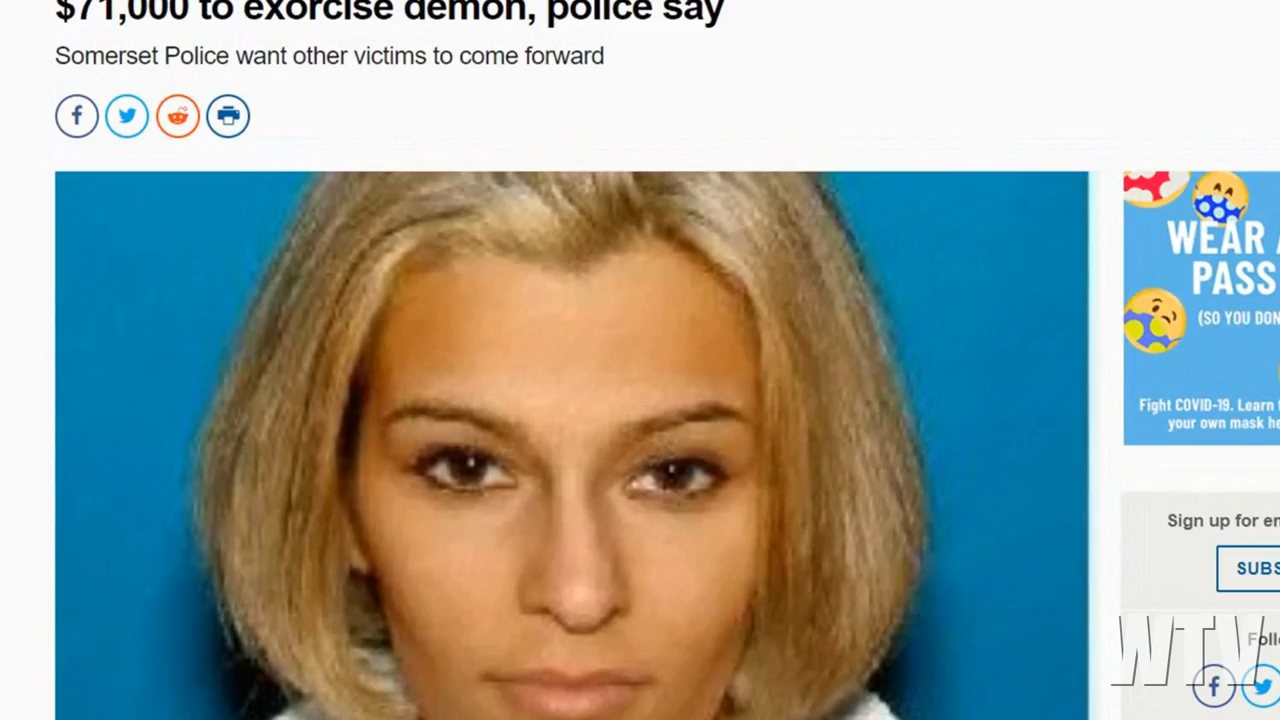 $71,000 to exorcise demon, police say
Somerset Police want other victims to come forward
WEAR
PASS
(SO YOU DON
Fight COVID-19. Learn
your own mask
Sign up for
SUBS
Foll
WTV